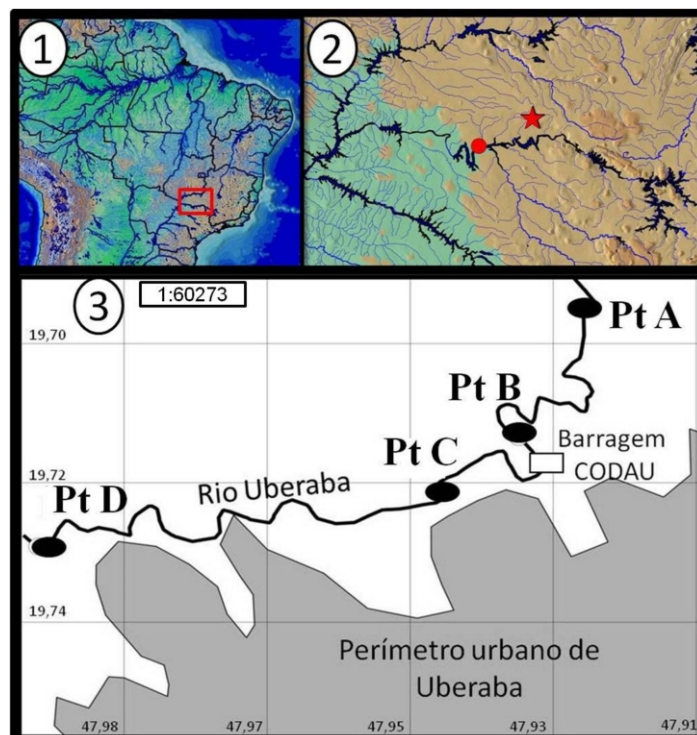 1
2
3
1:60273
19,70
Pt A
Pt B
Barragem
CODAU
Pt C
19,72
Rio Uberaba
Pt D
19,74
Perímetro urbano de
Uberaba
47,98
47,97
47,95
47,93
47,91